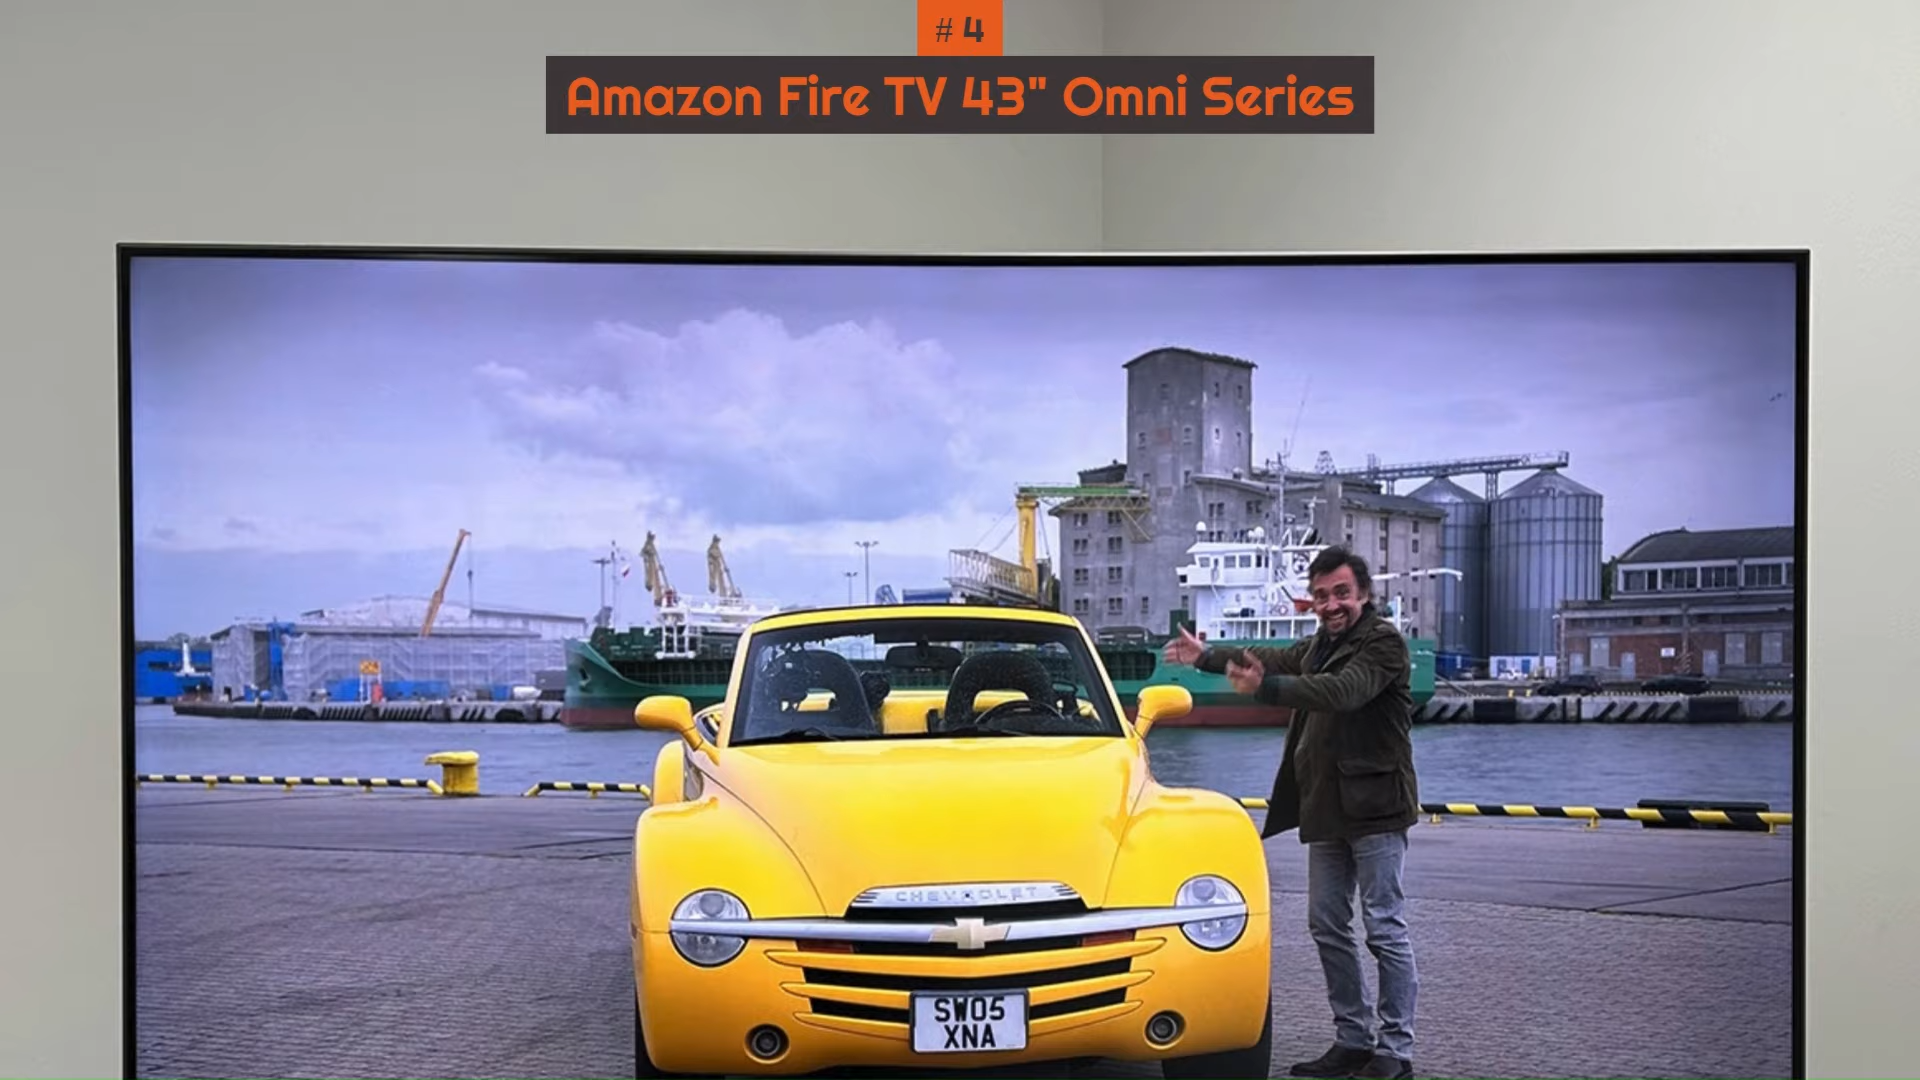 # 4
Amazon Fire TV 43" Omni Series
CHEVROLET
SW05
XNA